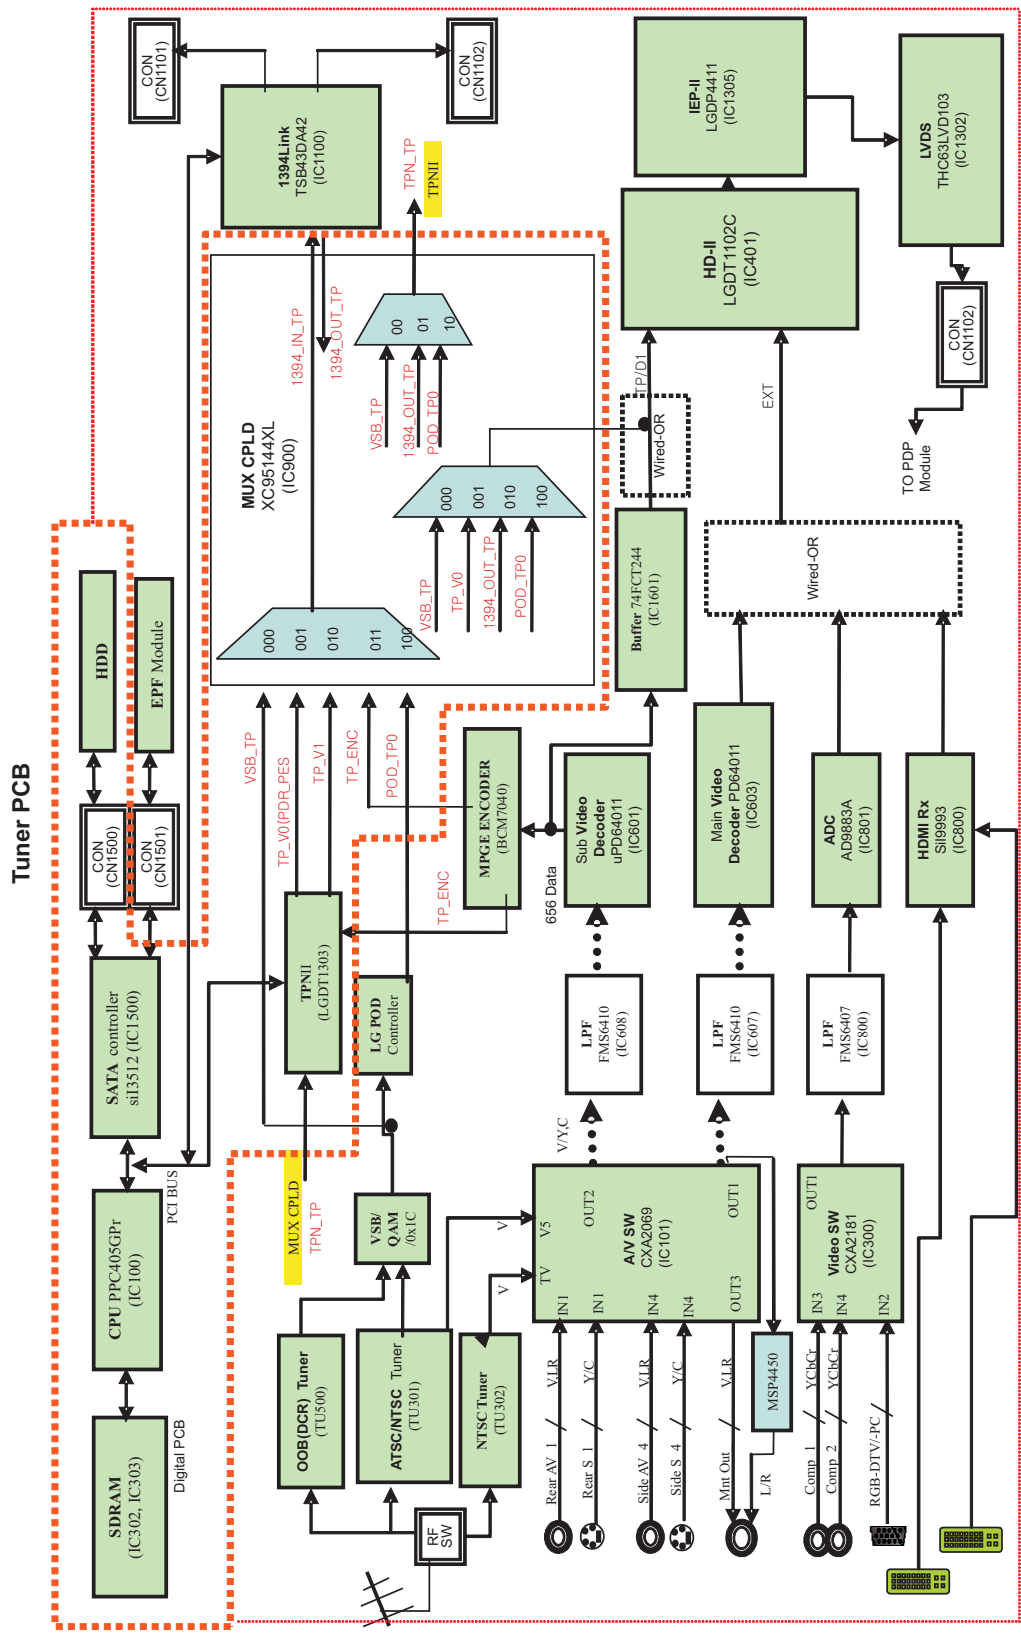 Tuner PCB
SDRAM
(IC302, IC303)
Digital PCB
CPU PPC405GPr
(IC100)
PCI BUS
SATA controller
siI3512 (IC1500)
CON
(CN1500)
CON
(CN1501)
HDD
EPF Module
CON
(CN1101)
CON
(CN1102)
1394Link
TSB43DA42
(IC1100)
MUX CPLD
TPN_TP
OOB(DCR) Tuner
(TU500)
ATSC/NTSC Tuner
(TU301)
NTSC Tuner
(TU302)
RF
SW
VSB/
QAM
/0x1C
TPNII
(LGDT1303)
LG POD
Controller
VSB_TP
TP_V0(PDR_PES
TP_V1
TP_ENC
POD_TP0
TP_ENC
MPGE ENCODER
(BCM7040)
000
001
010
011
100
MUX CPLD
XC95144XL
(IC900)
1394_IN_TP
1394_OUT_TP
VSB_TP
1394_OUT_TP
POD_TP0
00
01
10
TPN_TP
TPNII
VSB_TP
TP_V0
1394_OUT_TP
POD_TP0
000
001
010
100
656 Data
Sub Video
Decoder
uPD64011
(IC601)
Buffer 74FCT244
(IC1601)
Wired-OR
TP/D1
HD-II
LGDT1102C
(IC401)
IEP-II
LGDP4411
(IC1305)
LVDS
THC63LVD103
(IC1302)
CON
(CN1102)
TO PDP
Module
EXT
Wired-OR
Main Video
Decoder PD64011
(IC603)
ADC
AD9883A
(IC801)
HDMI Rx
SiI9993
(IC800)
LPF
FMS6410
(IC608)
LPF
FMS6410
(IC607)
LPF
FMS6407
(IC800)
V/Y,C
V
V
TV
V5
OUT2
A/V SW
CXA2069
(IC101)
OUT1
OUT3
IN1
IN1
IN4
IN4
Rear AV 1
V,LR
Rear S 1
Y/C
Side AV 4
V,LR
Side S 4
Y/C
Mnt Out
V,LR
L/R
MSP4450
Comp 1
YCbCr
Comp 2
YCbCr
RGB-DTV/-PC
IN3
IN4
IN2
OUT1
Video SW
CXA2181
(IC300)